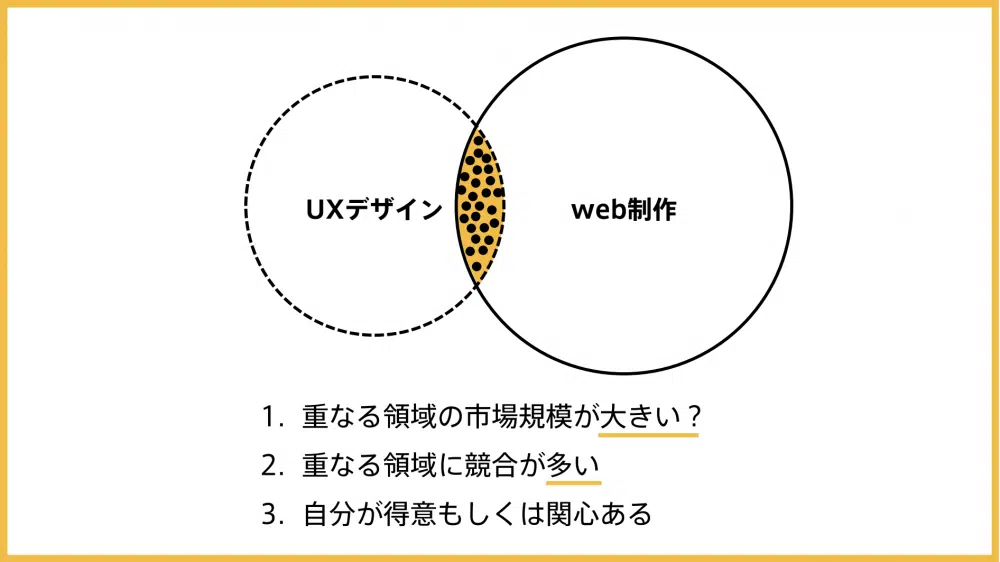 UXデザイン
web制作
1. 重なる領域の市場規模が大きい？
2. 重なる領域に競合が多い
3. 自分が得意もしくは関心ある